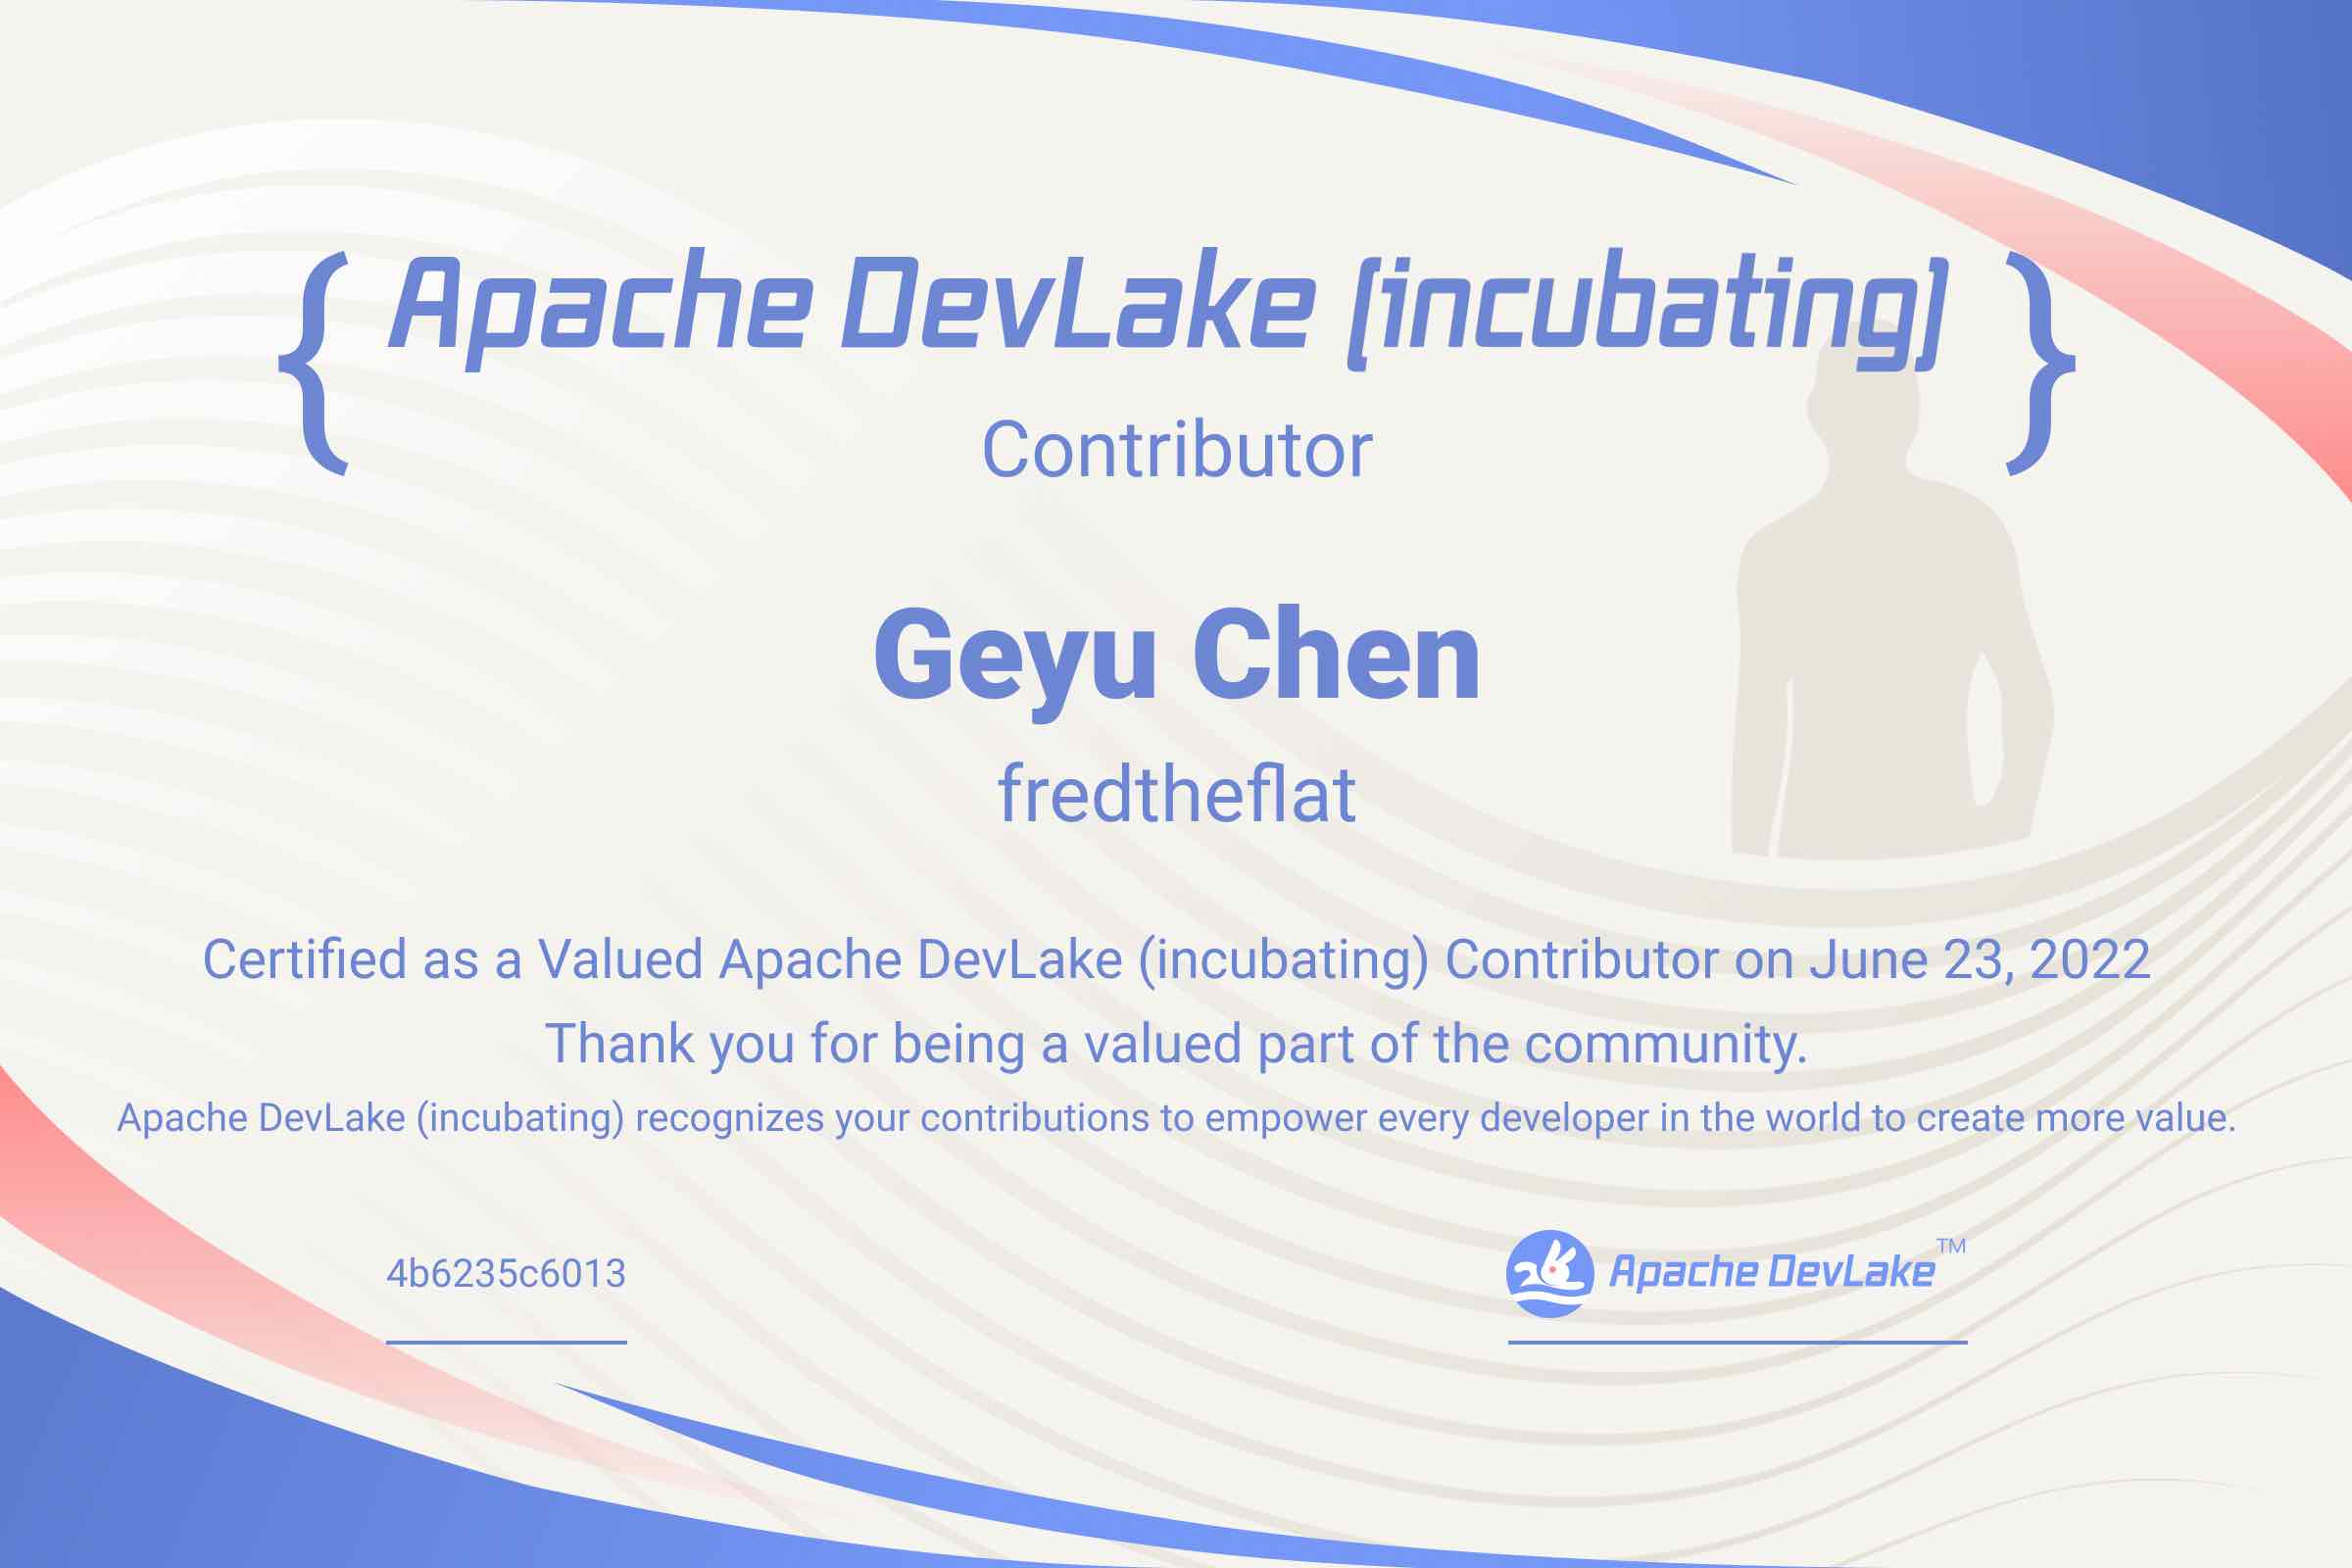 { Apache DevLake (incubating) }
Contributor
Geyu Chen
fredtheflat
Certified as a Valued Apache DevLake (incubating) Contributor on June 23, 2022
Thank you for being a valued part of the community.
Apache DevLake (incubating) recognizes your contributions to empower every developer in the world to create more value.
4b6235c6013
Apache DevLake™